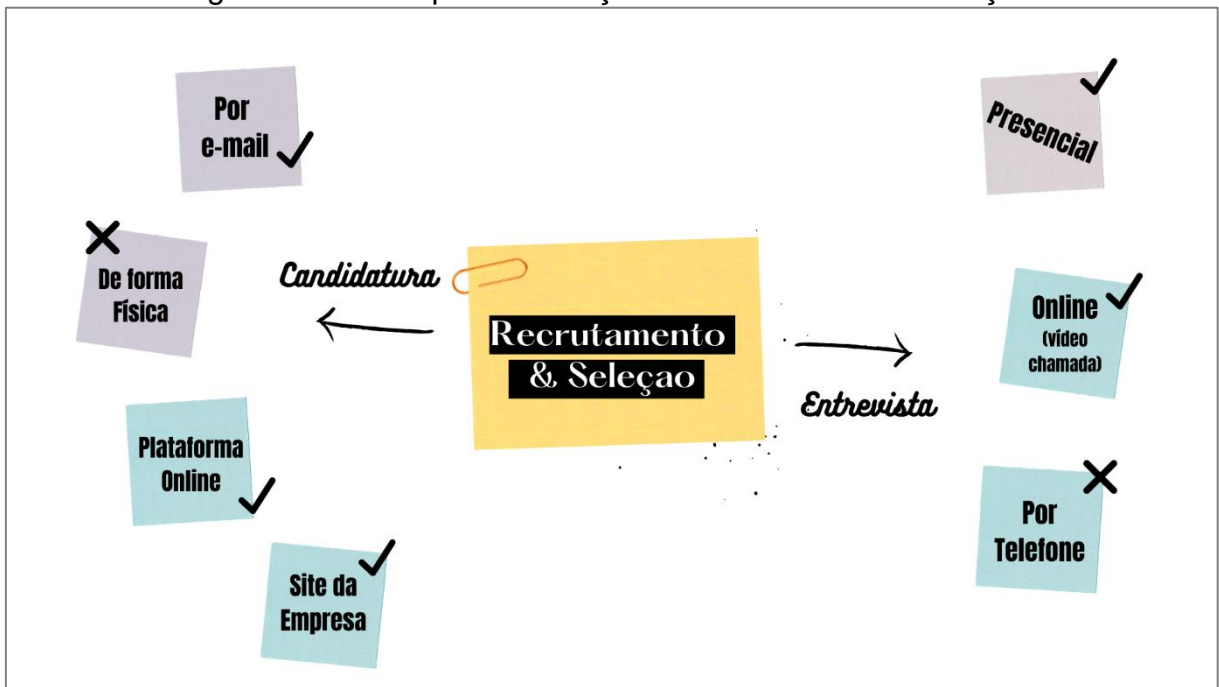 Por
e-mail
De forma
Física
Candidatura
Plataforma
Online
Site da
Empresa
Recrutamento
& Seleçao
Entrevista
Presencial
Online
(vídeo
chamada)
Por
Telefone